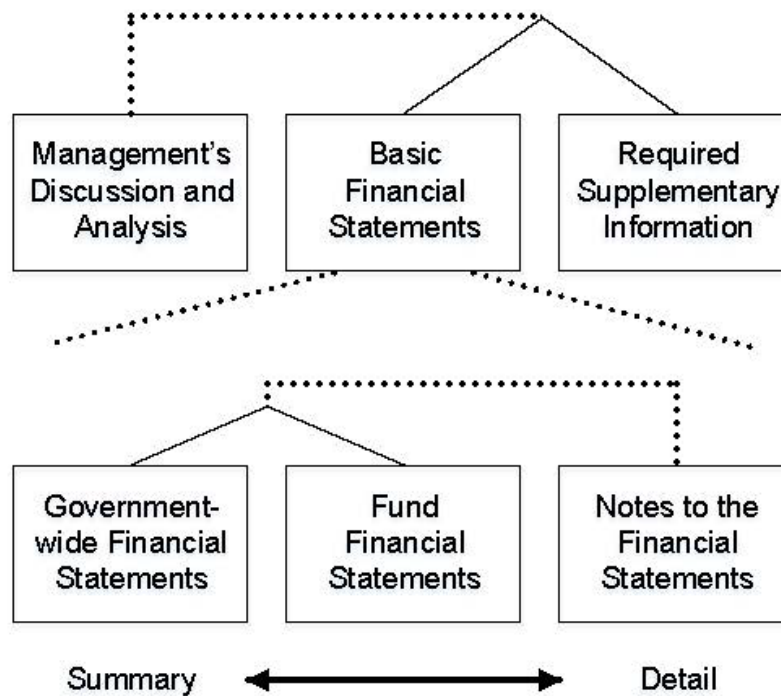 Management's
Discussion and
Analysis
Basic
Financial
Statements
Required
Supplementary
Information
Government-
wide Financial
Statements
Fund
Financial
Statements
Notes to the
Financial
Statements
Summary
Detail